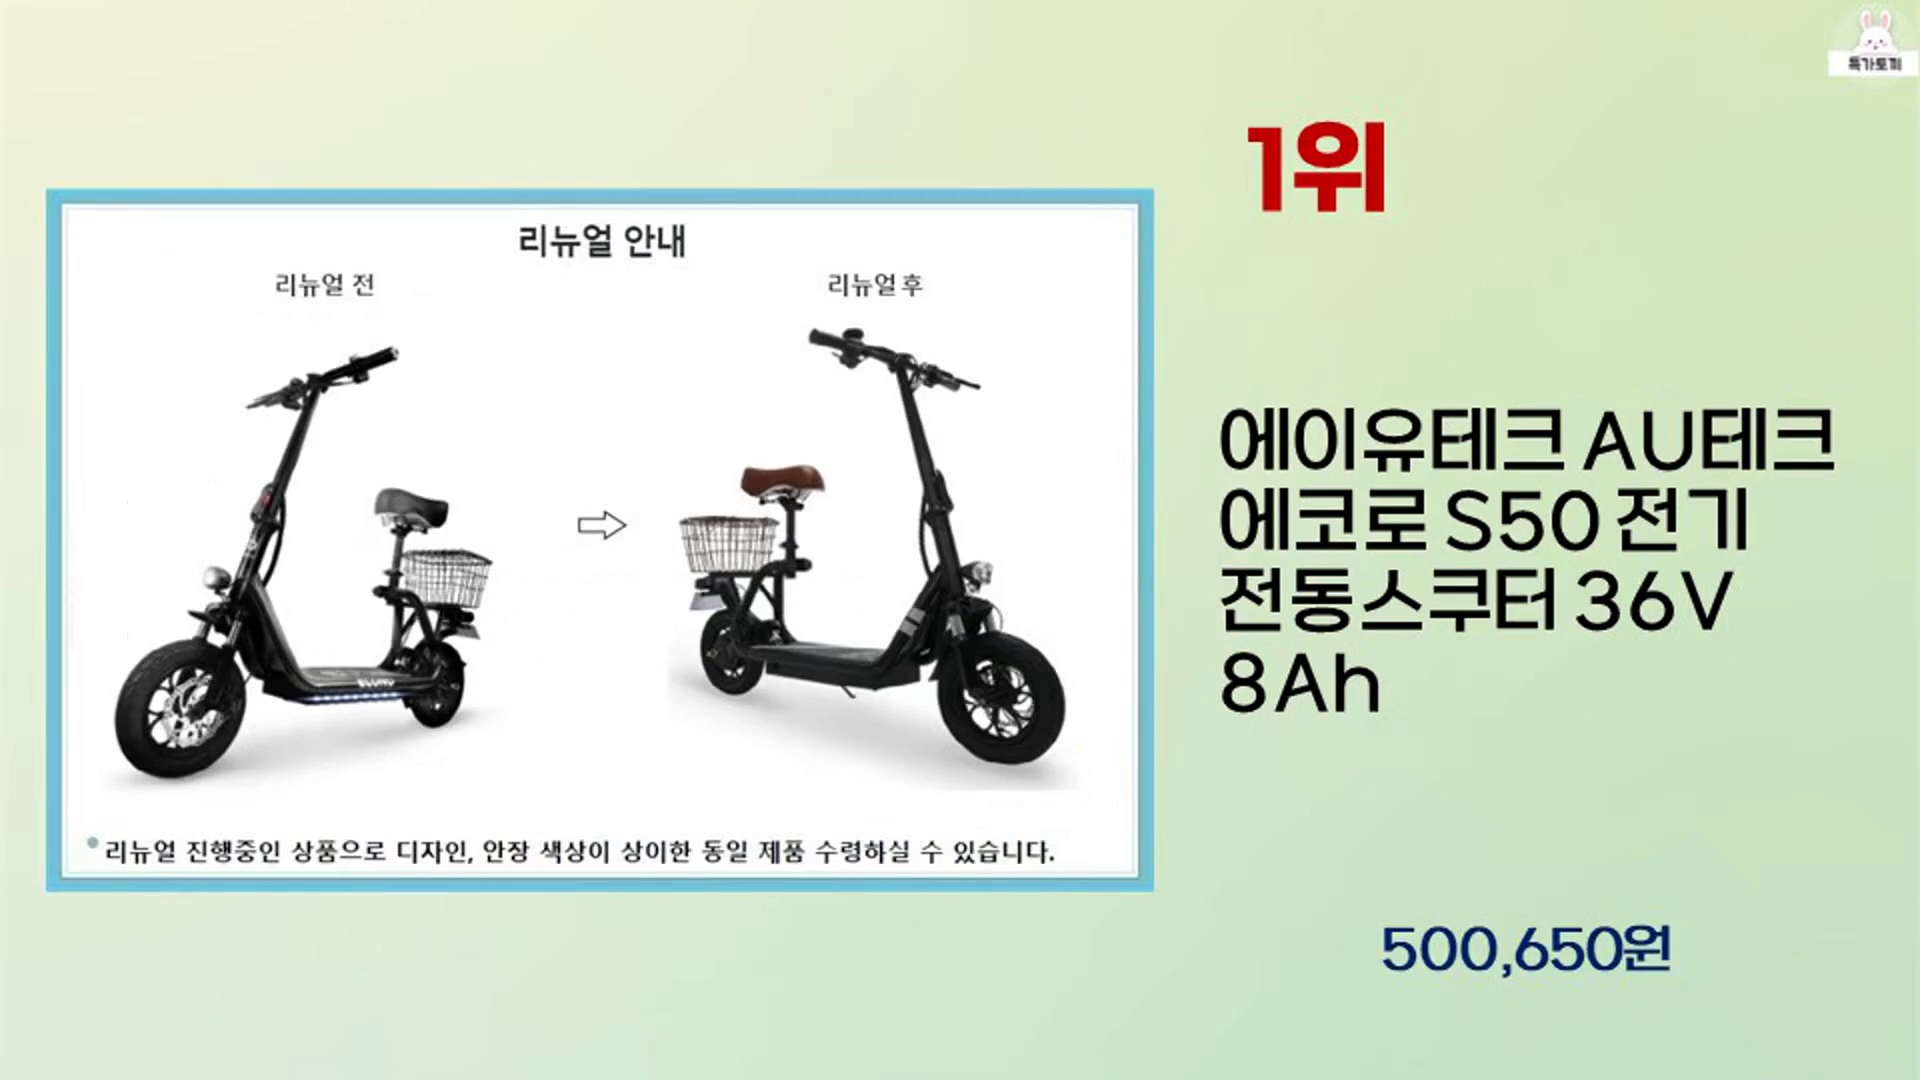 특가토끼
1위
리뉴얼 안내
리뉴얼 전
리뉴얼 후
리뉴얼 진행중인 상품으로 디자인, 안장 색상이 상이한 동일 제품 수령하실 수 있습니다.
에이유테크 AU테크
에코로 S50 전기
전동스쿠터 36V
8Ah
500,650원